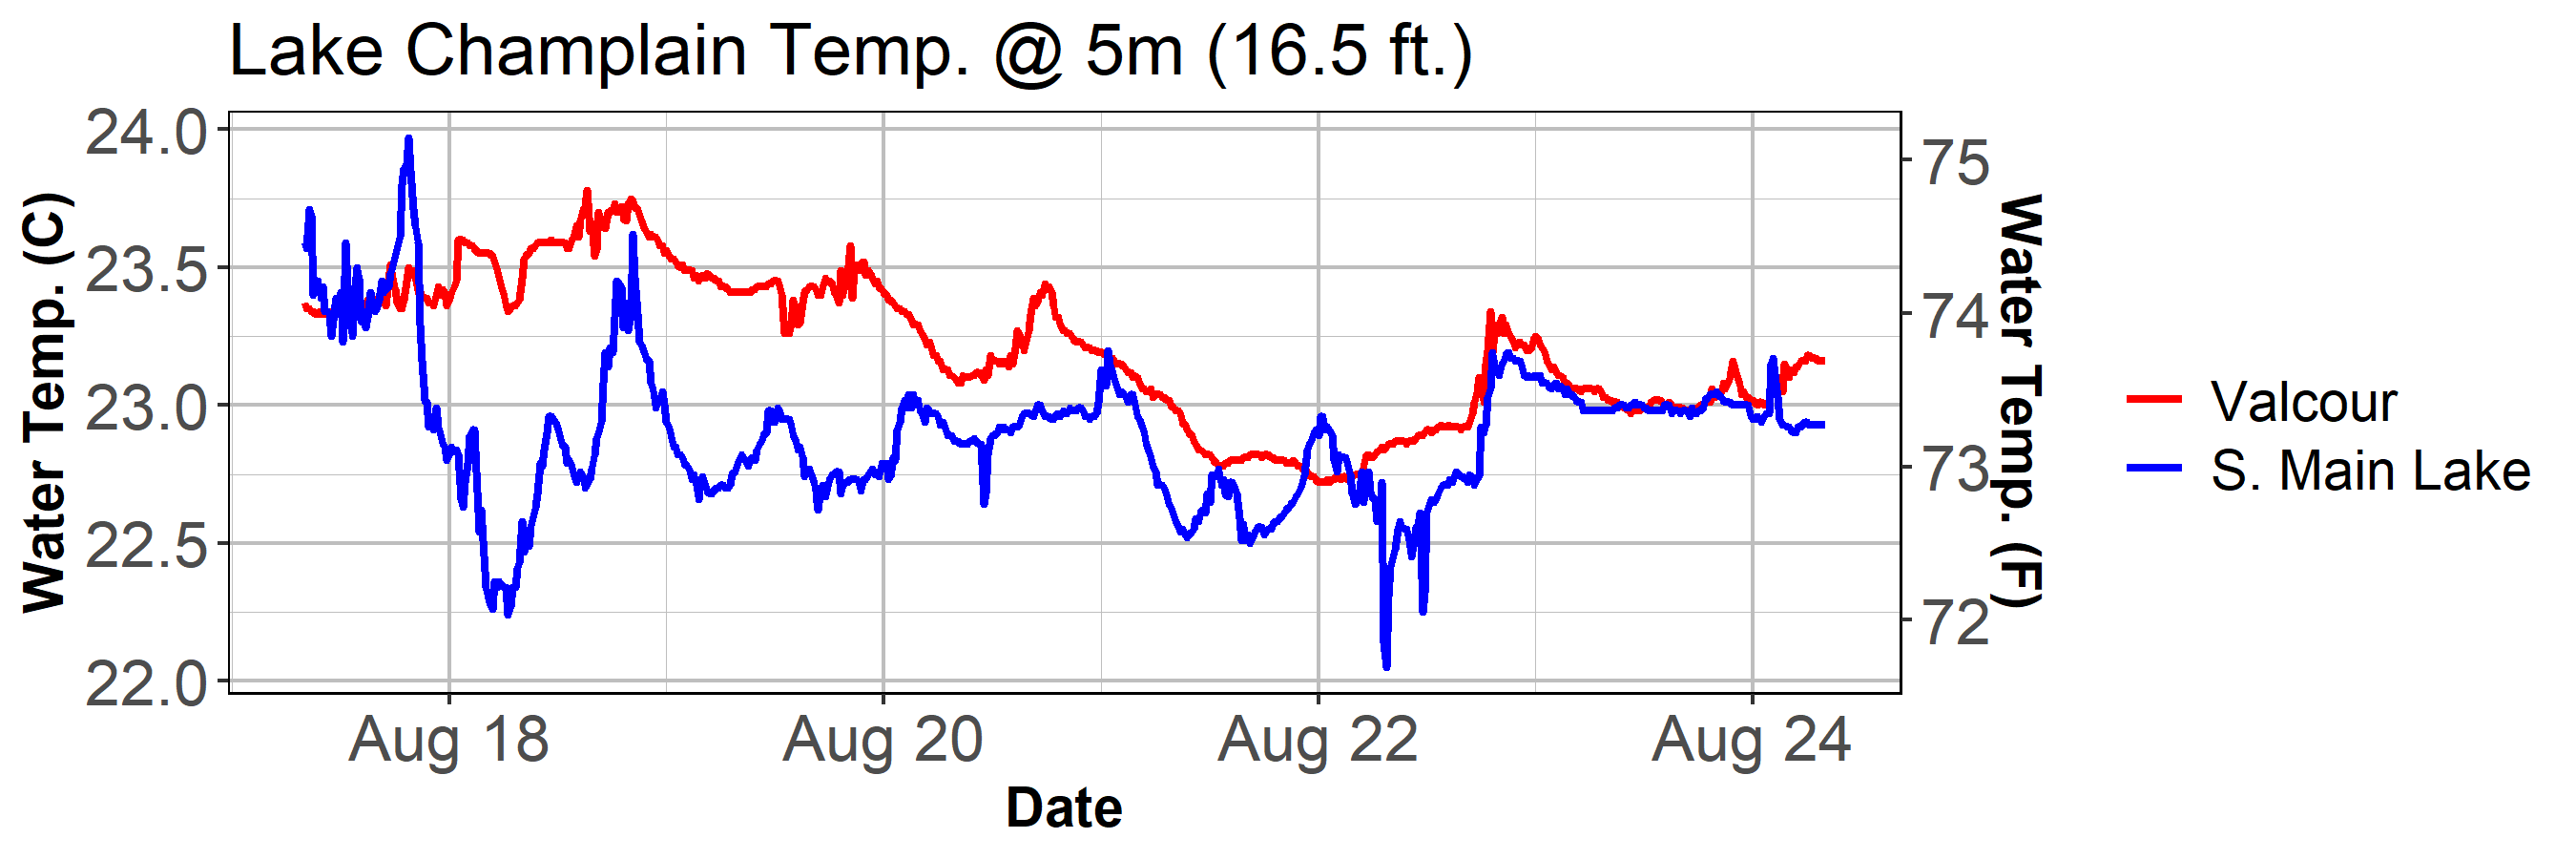 Lake Champlain Temp. @ 5m (16.5 ft.)
Water Temp. (C)
24.0
23.5
23.0
22.5
22.0
75
74
73
72
Water Temp. (F)
Aug 18
Aug 20
Aug 22
Aug 24
Date
Valcour
S. Main Lake